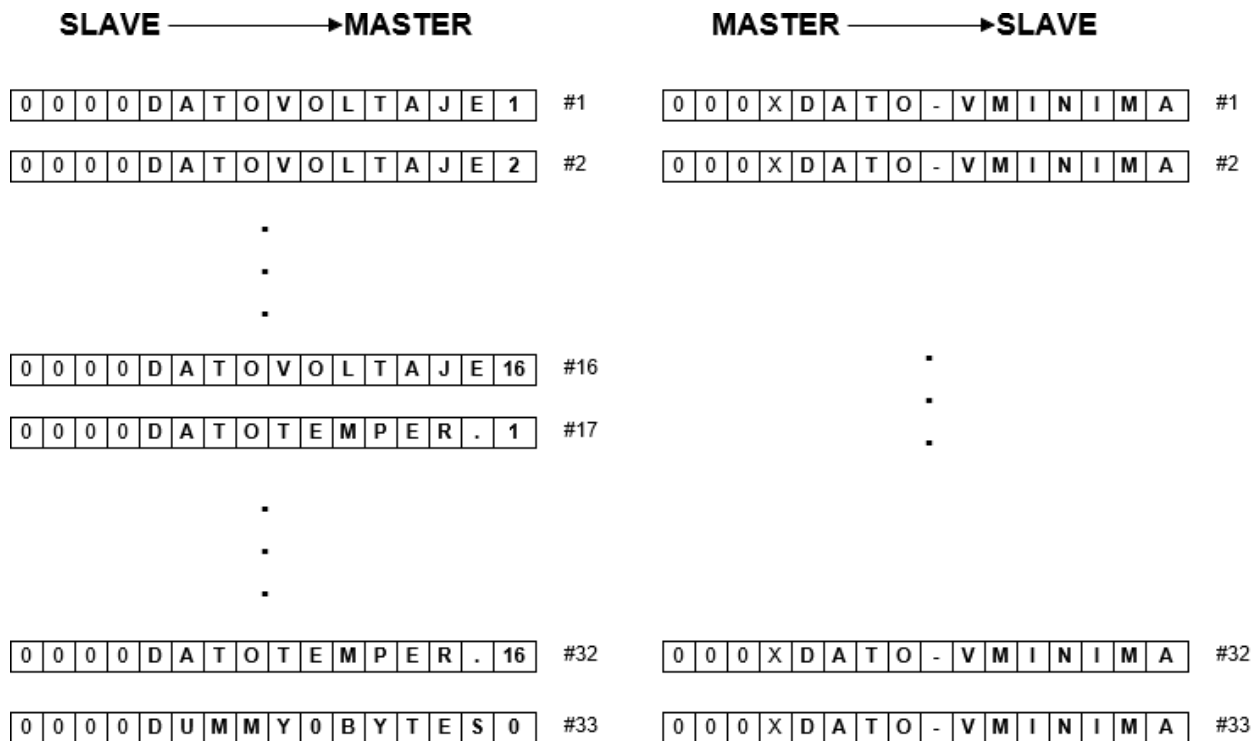 SLAVE MASTER MASTER SLAVE
0 0 0 0 D A T O V O L T A J E 1 #1 0 0 0 X D A T O - V M I N I M A #1
0 0 0 0 D A T O V O L T A J E 2 #2 0 0 0 X D A T O - V M I N I M A #2
0 0 0 0 D A T O V O L T A J E 16 #16
0 0 0 0 D A T O T E M P E R . 1 #17
0 0 0 0 D A T O T E M P E R . 16 #32 0 0 0 X D A T O - V M I N I M A #32
0 0 0 0 D U M M Y 0 B Y T E S 0 #33 0 0 0 X D A T O - V M I N I M A #33